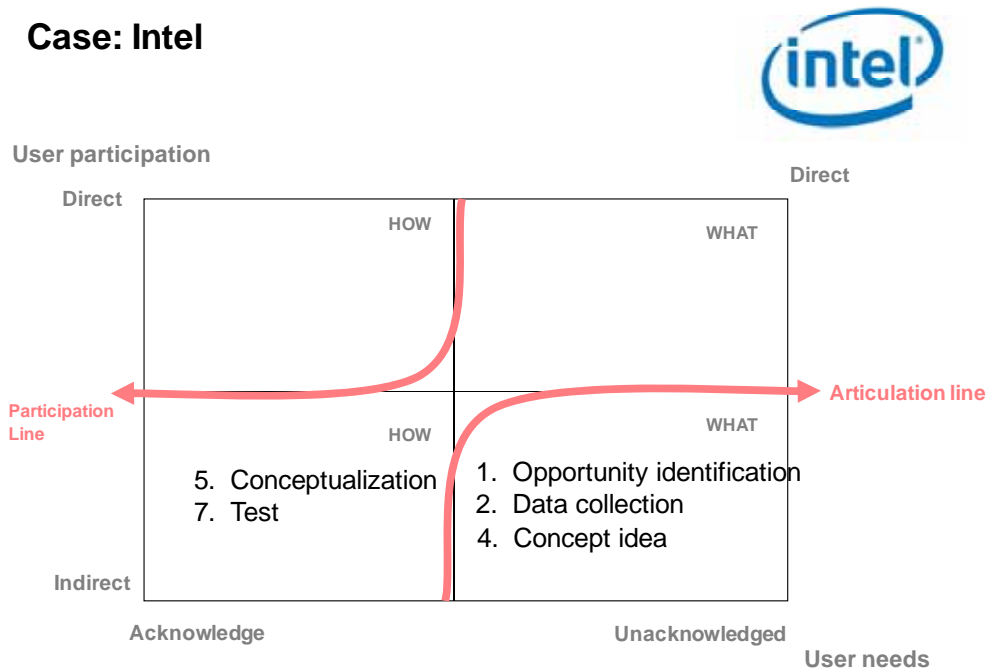 Case: Intel
intel
User participation
Direct
Direct
HOW
WHAT
Participation
Line
Articulation line
HOW
WHAT
5. Conceptualization
7. Test
1. Opportunity identification
2. Data collection
4. Concept idea
Indirect
Acknowledge
Unacknowledged
User needs